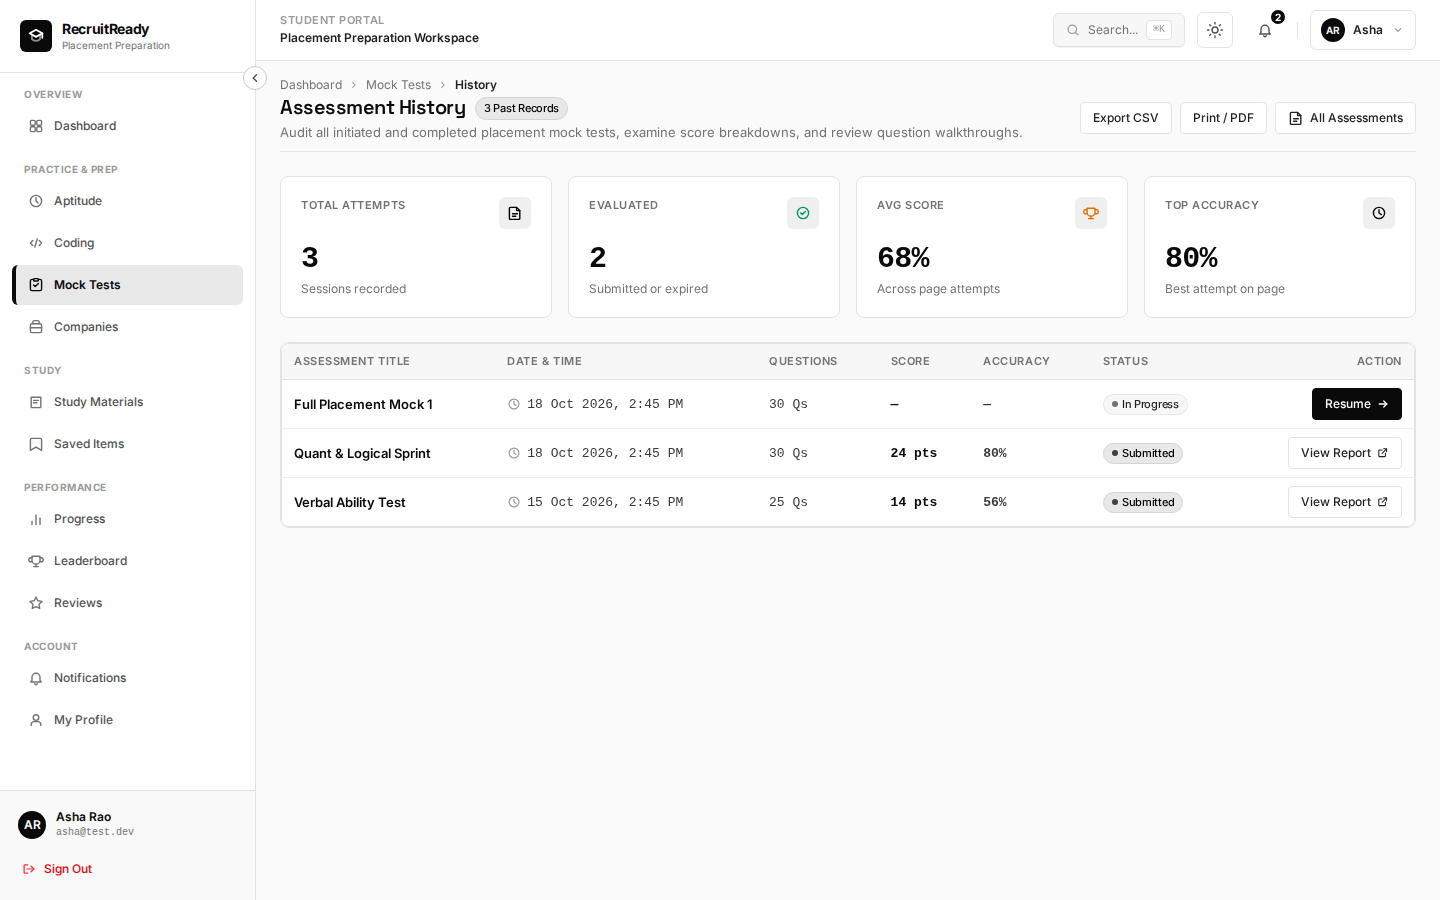 RecruitReady
Placement Preparation
OVERVIEW
Dashboard
PRACTICE & PREP
Aptitude
Coding
Mock Tests
Companies
STUDY
Study Materials
Saved Items
PERFORMANCE
Progress
Leaderboard
Reviews
ACCOUNT
Notifications
My Profile
AR
Asha Rao
asha@test.dev
Sign Out
STUDENT PORTAL
Placement Preparation Workspace
Search... ⌘K
2
AR Asha
Dashboard > Mock Tests > History
Assessment History 3 Past Records
Audit all initiated and completed placement mock tests, examine score breakdowns, and review question walkthroughs.
Export CSV Print / PDF All Assessments
TOTAL ATTEMPTS
3
Sessions recorded
EVALUATED
2
Submitted or expired
AVG SCORE
68%
Across page attempts
TOP ACCURACY
80%
Best attempt on page
ASSESSMENT TITLE DATE & TIME QUESTIONS SCORE ACCURACY STATUS ACTION
Full Placement Mock 1 18 Oct 2026, 2:45 PM 30 Qs — — In Progress Resume →
Quant & Logical Sprint 18 Oct 2026, 2:45 PM 30 Qs 24 pts 80% Submitted View Report
Verbal Ability Test 15 Oct 2026, 2:45 PM 25 Qs 14 pts 56% Submitted View Report